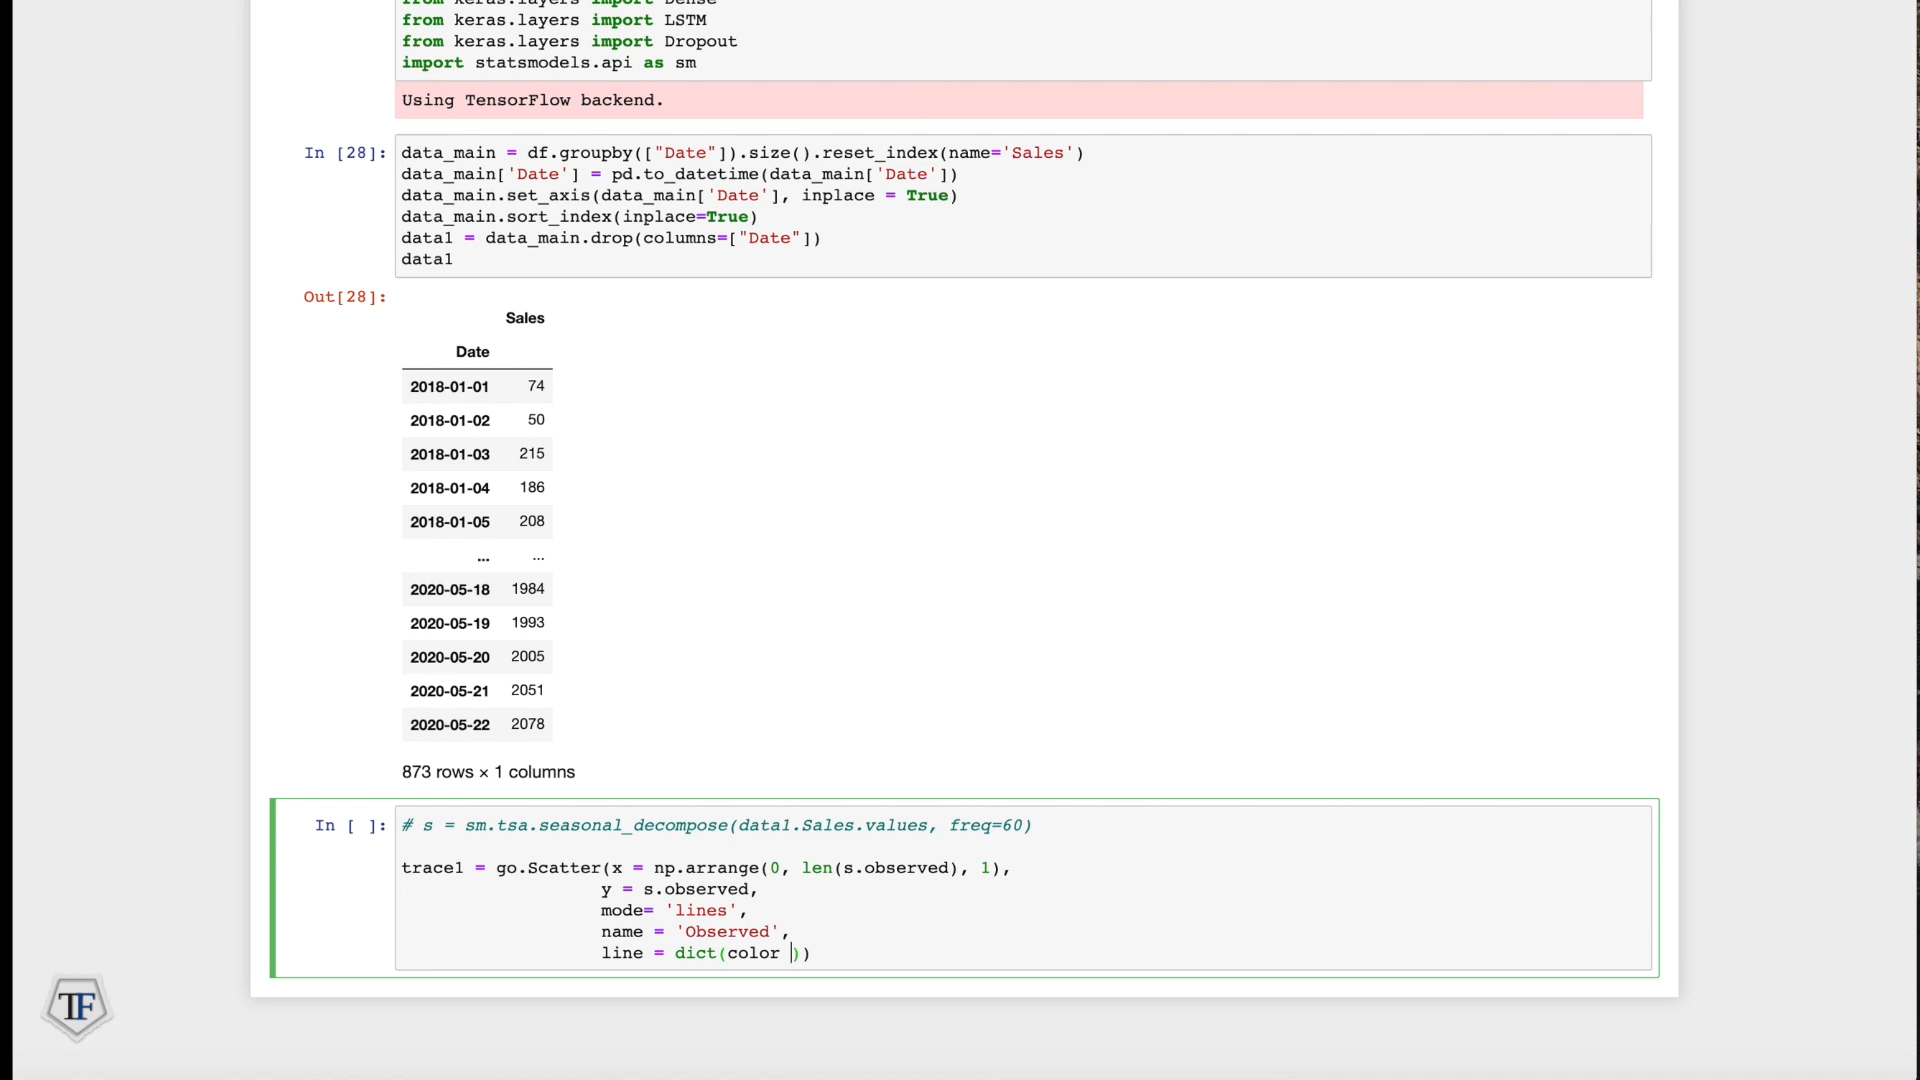 from keras.layers import Dense
from keras.layers import LSTM
from keras.layers import Dropout
import statsmodels.api as sm
Using TensorFlow backend.
In [28]: data_main = df.groupby(["Date"]).size().reset_index(name='Sales')
data_main['Date'] = pd.to_datetime(data_main['Date'])
data_main.set_axis(data_main['Date'], inplace = True)
data_main.sort_index(inplace=True)
data1 = data_main.drop(columns=["Date"])
data1
Out[28]:
Sales
Date
2018-01-01 74
2018-01-02 50
2018-01-03 215
2018-01-04 186
2018-01-05 208
... ...
2020-05-18 1984
2020-05-19 1993
2020-05-20 2005
2020-05-21 2051
2020-05-22 2078
873 rows × 1 columns
In [ ]: # s = sm.tsa.seasonal_decompose(data1.Sales.values, freq=60)
trace1 = go.Scatter(x = np.arrange(0, len(s.observed), 1),
y = s.observed,
mode= 'lines',
name = 'Observed',
line = dict(color ))
TF